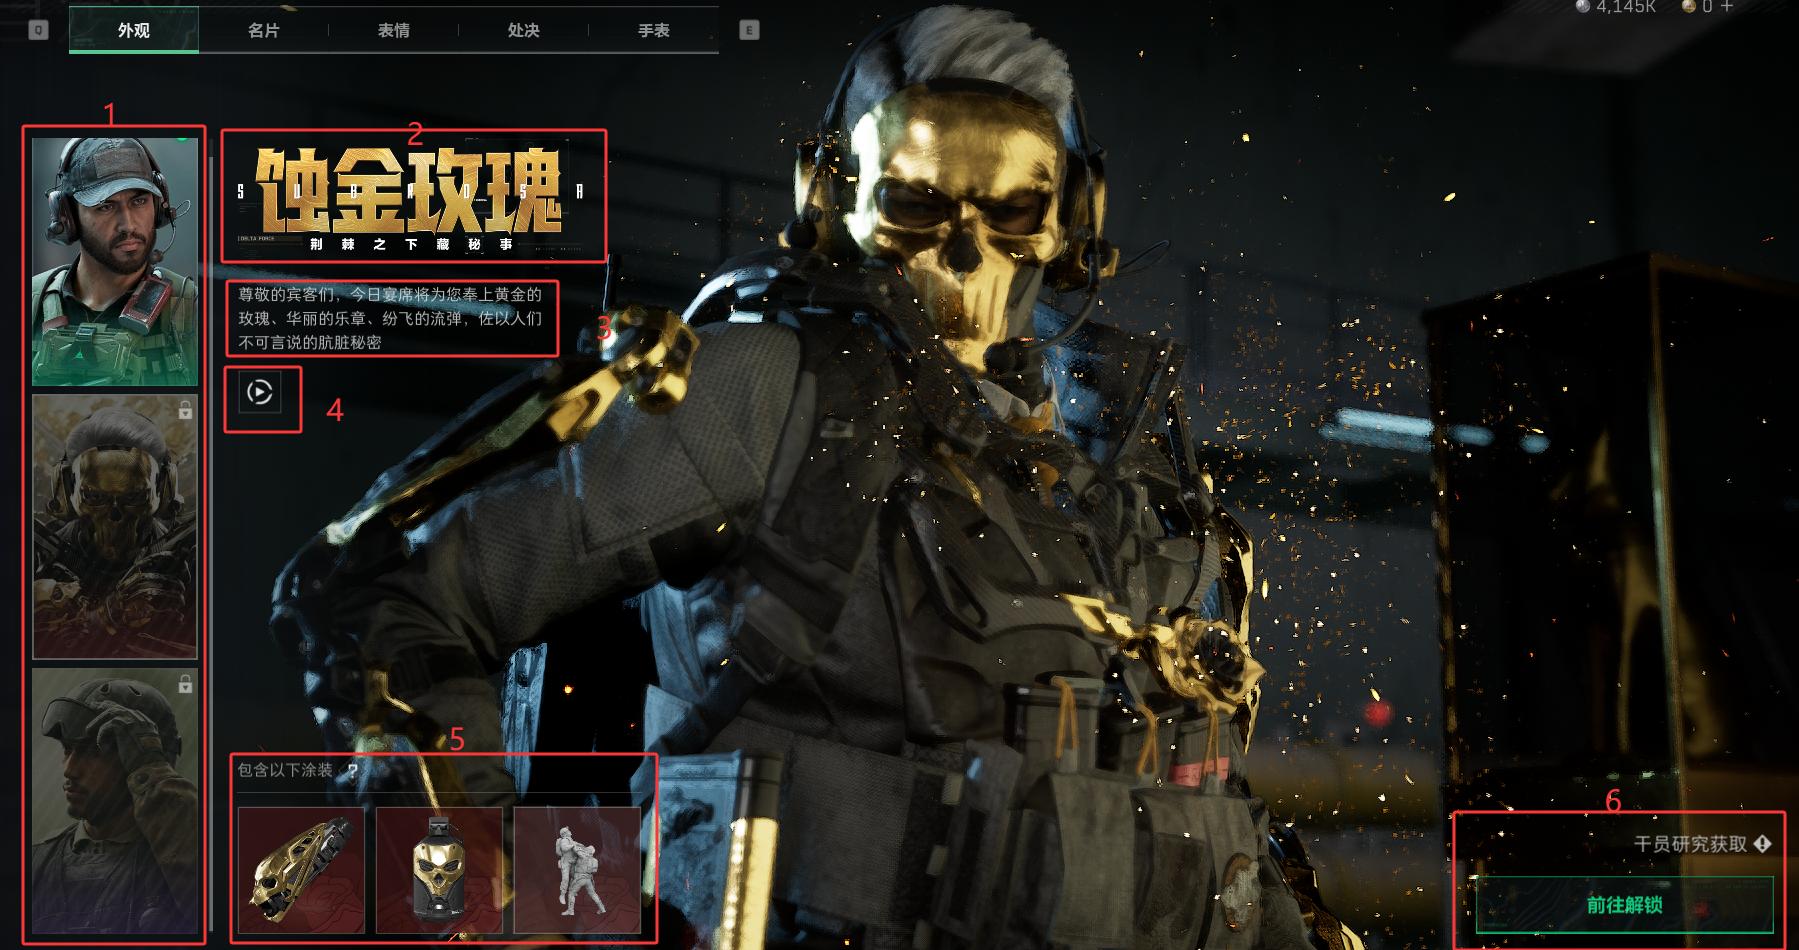 Q
外观
名片
表情
处决
手表
E
4,145K
0 +
1
2
蚀金玫瑰
S U B R O S A
DELTA FORCE
荆棘之下藏秘事
尊敬的宾客们，今日宴席将为您奉上黄金的
玫瑰、华丽的乐章、纷飞的流弹，佐以人们
不可言说的肮脏秘密
3
4
5
包含以下涂装 ?
6
干员研究获取
前往解锁